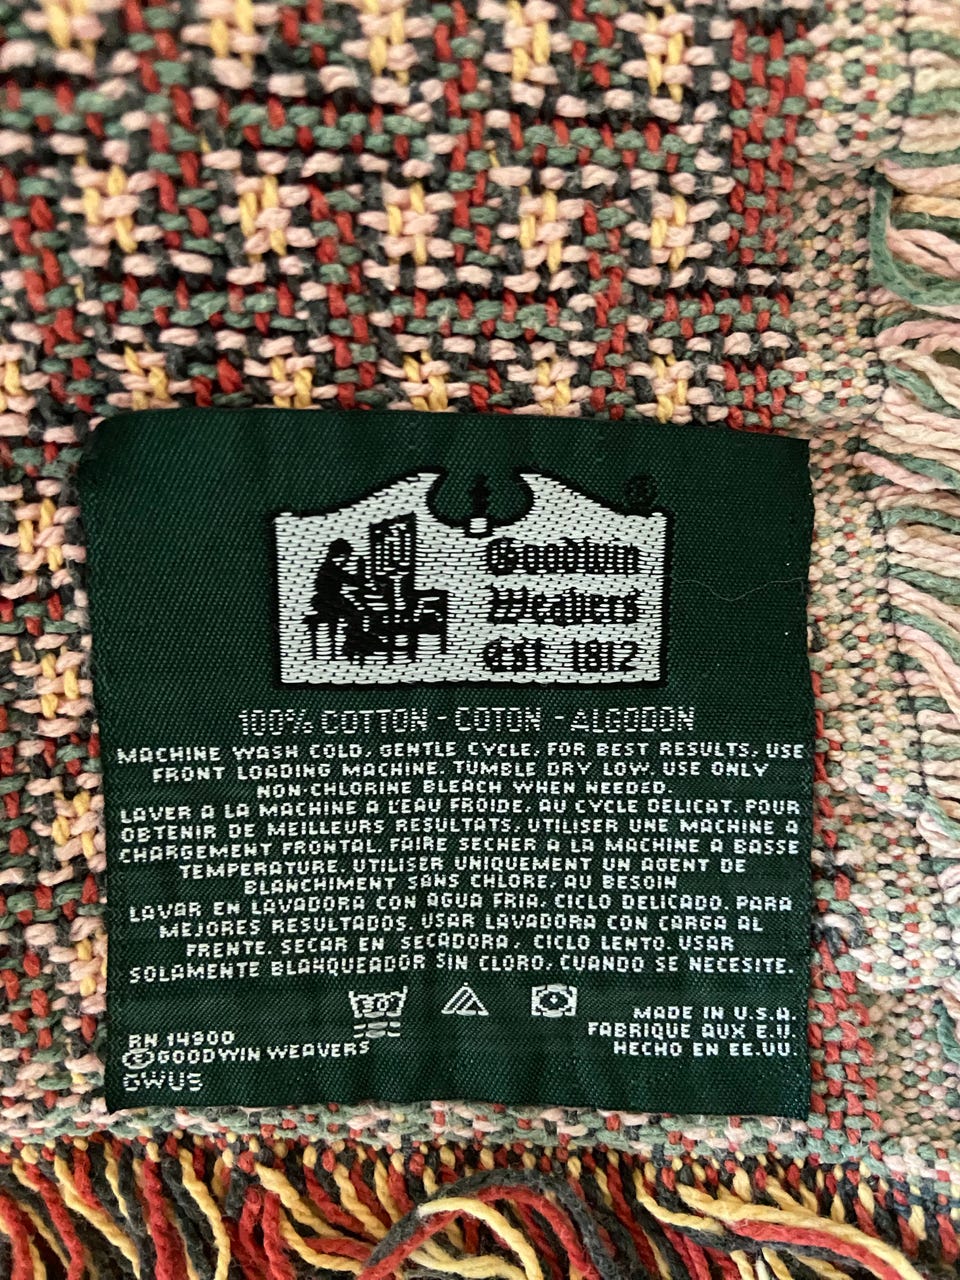 ®
Goodwin
Weavers
Est. 1812
100% COTTON - COTON - ALGODON
MACHINE WASH COLD, GENTLE CYCLE, FOR BEST RESULTS, USE
FRONT LOADING MACHINE. TUMBLE DRY LOW. USE ONLY
NON-CHLORINE BLEACH WHEN NEEDED.
LAVER A LA MACHINE A L'EAU FROIDE, AU CYCLE DELICAT. POUR
OBTENIR DE MEILLEURS RESULTATS, UTILISER UNE MACHINE A
CHARGEMENT FRONTAL. FAIRE SECHER A LA MACHINE A BASSE
TEMPERATURE. UTILISER UNIQUEMENT UN AGENT DE
BLANCHIMENT SANS CHLORE, AU BESOIN
LAVAR EN LAVADORA CON AGUA FRIA, CICLO DELICADO. PARA
MEJORES RESULTADOS. USAR LAVADORA CON CARGA AL
FRENTE. SECAR EN SECADORA, CICLO LENTO. USAR
SOLAMENTE BLANQUEADOR SIN CLORO, CUANDO SE NECESITE.
30
RN 14900
©GOODWIN WEAVERS
GWUS
MADE IN U.S.A.
FABRIQUE AUX E.U.
HECHO EN EE.UU.